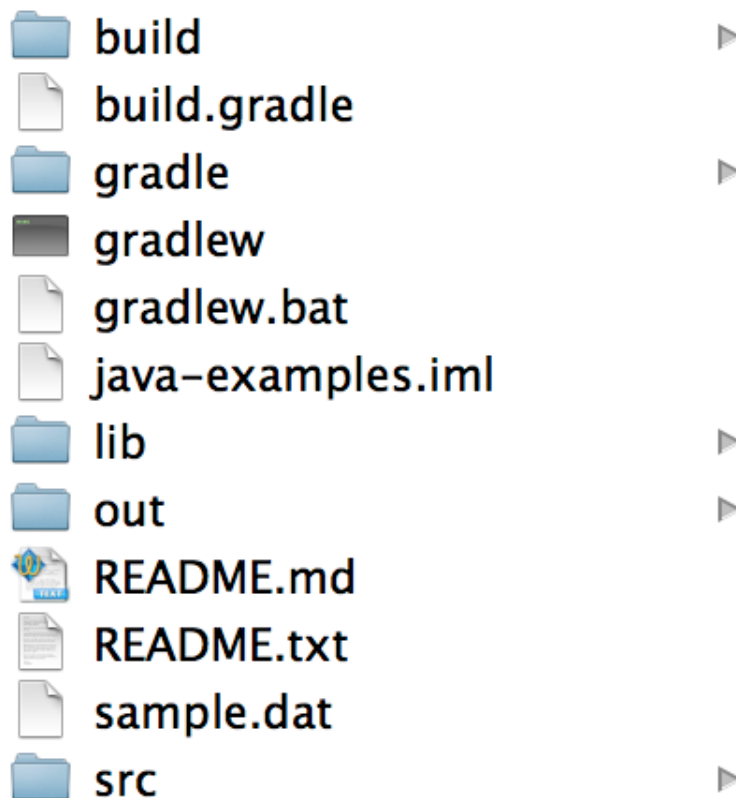 build
build.gradle
gradle
gradlew
gradlew.bat
java-examples.iml
lib
out
README.md
README.txt
sample.dat
src